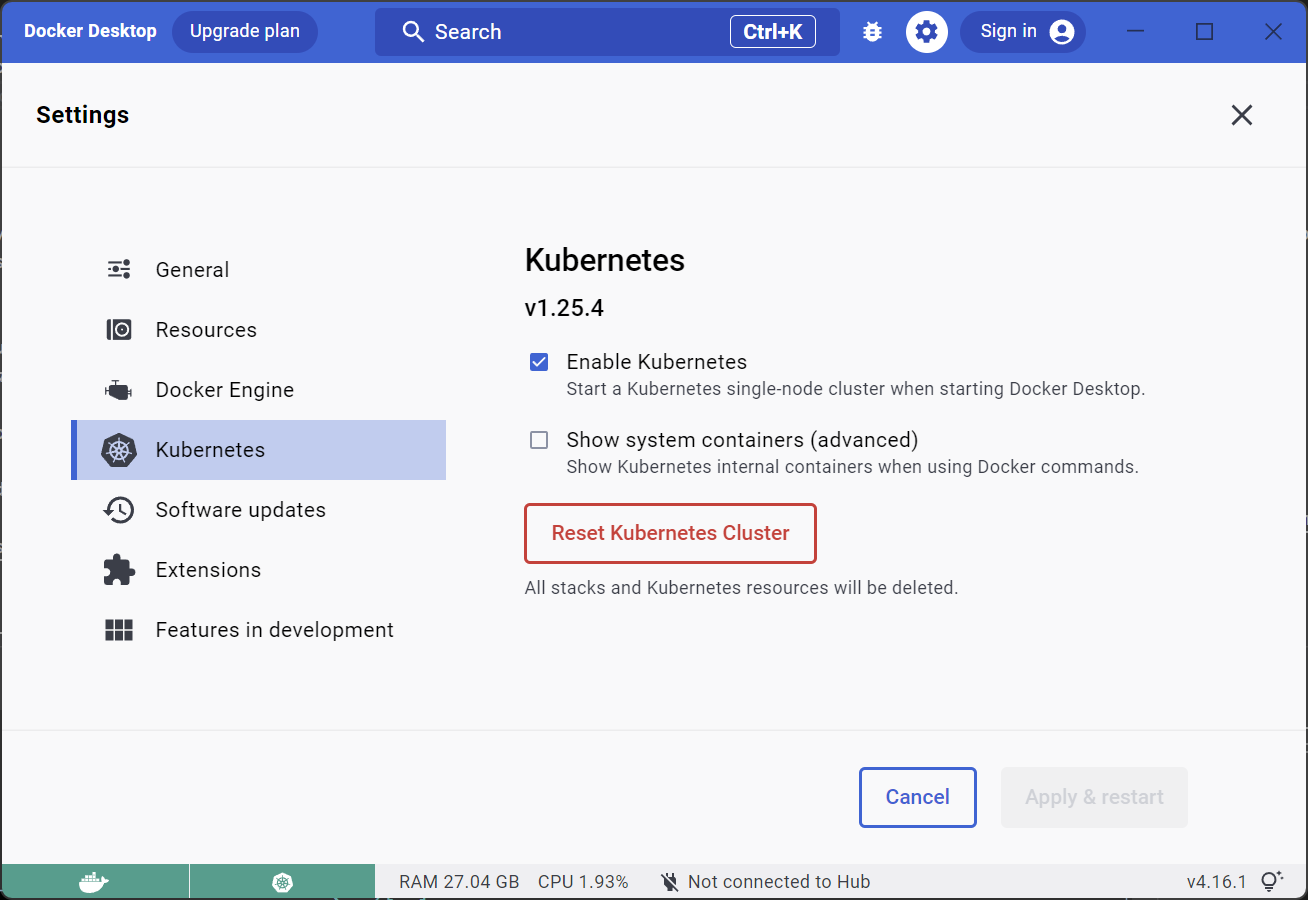 Docker Desktop Upgrade plan Search Ctrl+K Sign in
Settings
General
Resources
Docker Engine
Kubernetes
Software updates
Extensions
Features in development
Kubernetes
v1.25.4
Enable Kubernetes
Start a Kubernetes single-node cluster when starting Docker Desktop.
Show system containers (advanced)
Show Kubernetes internal containers when using Docker commands.
Reset Kubernetes Cluster
All stacks and Kubernetes resources will be deleted.
Cancel Apply & restart
RAM 27.04 GB CPU 1.93% Not connected to Hub v4.16.1